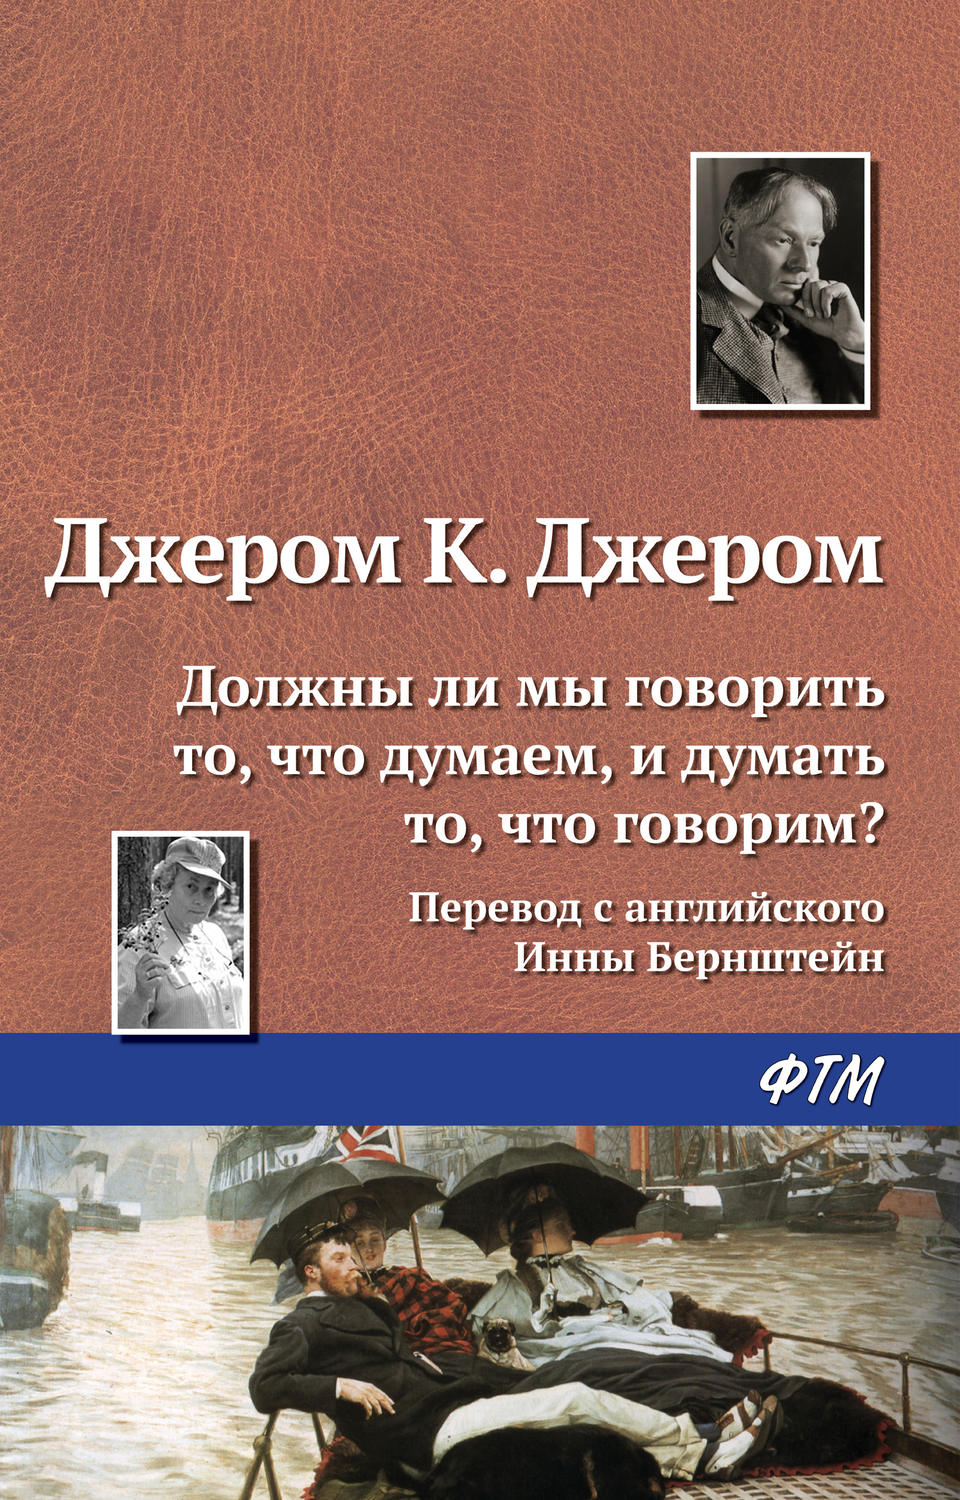 Джером К. Джером
Должны ли мы говорить
то, что думаем, и думать
то, что говорим?
Перевод с английского
Инны Бернштейн
ФТМ